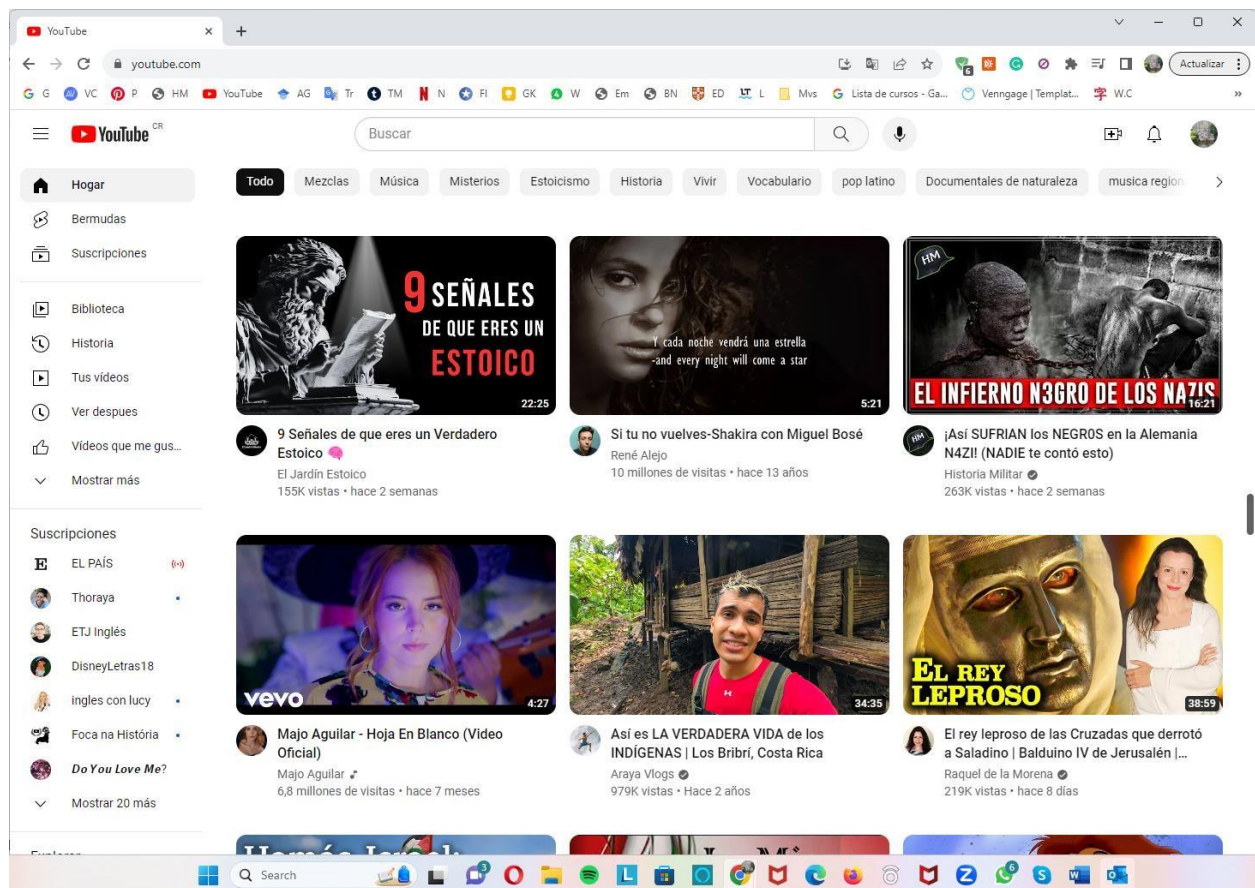 YouTube
youtube.com
Actualizar
G VC P HM YouTube AG Tr TM N FI GK W Em BN ED L Mvs Lista de cursos - Ga... Venngage | Templat... W.C
YouTube CR
Buscar
Todo Mezclas Música Misterios Estoicismo Historia Vivir Vocabulario pop latino Documentales de naturaleza musica region
Hogar
Bermudas
Suscripciones
Biblioteca
Historia
Tus vídeos
Ver despues
Vídeos que me gus...
Mostrar más
Suscripciones
EL PAÍS
Thoraya
ETJ Inglés
DisneyLetras18
ingles con lucy
Foca na História
Do You Love Me?
Mostrar 20 más
9 SEÑALES
DE QUE ERES UN
ESTOICO
22:25
9 Señales de que eres un Verdadero
Estoico
El Jardín Estoico
155K vistas • hace 2 semanas
Y cada noche vendrá una estrella
-and every night will come a star
5:21
Si tu no vuelves-Shakira con Miguel Bosé
René Alejo
10 millones de visitas • hace 13 años
HM
EL INFIERNO N3GRO DE LOS NAZIS
16:21
¡Así SUFRIAN los NEGR0S en la Alemania
N4ZI! (NADIE te contó esto)
Historia Militar
263K vistas • hace 2 semanas
vevo
4:27
Majo Aguilar - Hoja En Blanco (Video
Oficial)
Majo Aguilar
6,8 millones de visitas • hace 7 meses
34:35
Así es LA VERDADERA VIDA de los
INDÍGENAS | Los Bribrí, Costa Rica
Araya Vlogs
979K vistas • Hace 2 años
EL REY
LEPROSO
38:59
El rey leproso de las Cruzadas que derrotó
a Saladino | Balduino IV de Jerusalén |...
Raquel de la Morena
219K vistas • hace 8 días
Search